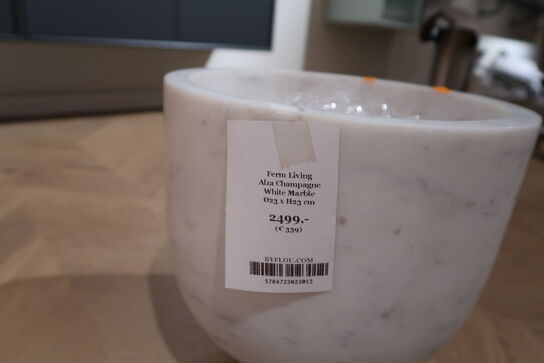 Ferm Living
Alza Champagne
White Marble
Ø23 x H23 cm
2499,-
(€ 339)
BYFLOU.COM
5704723023012